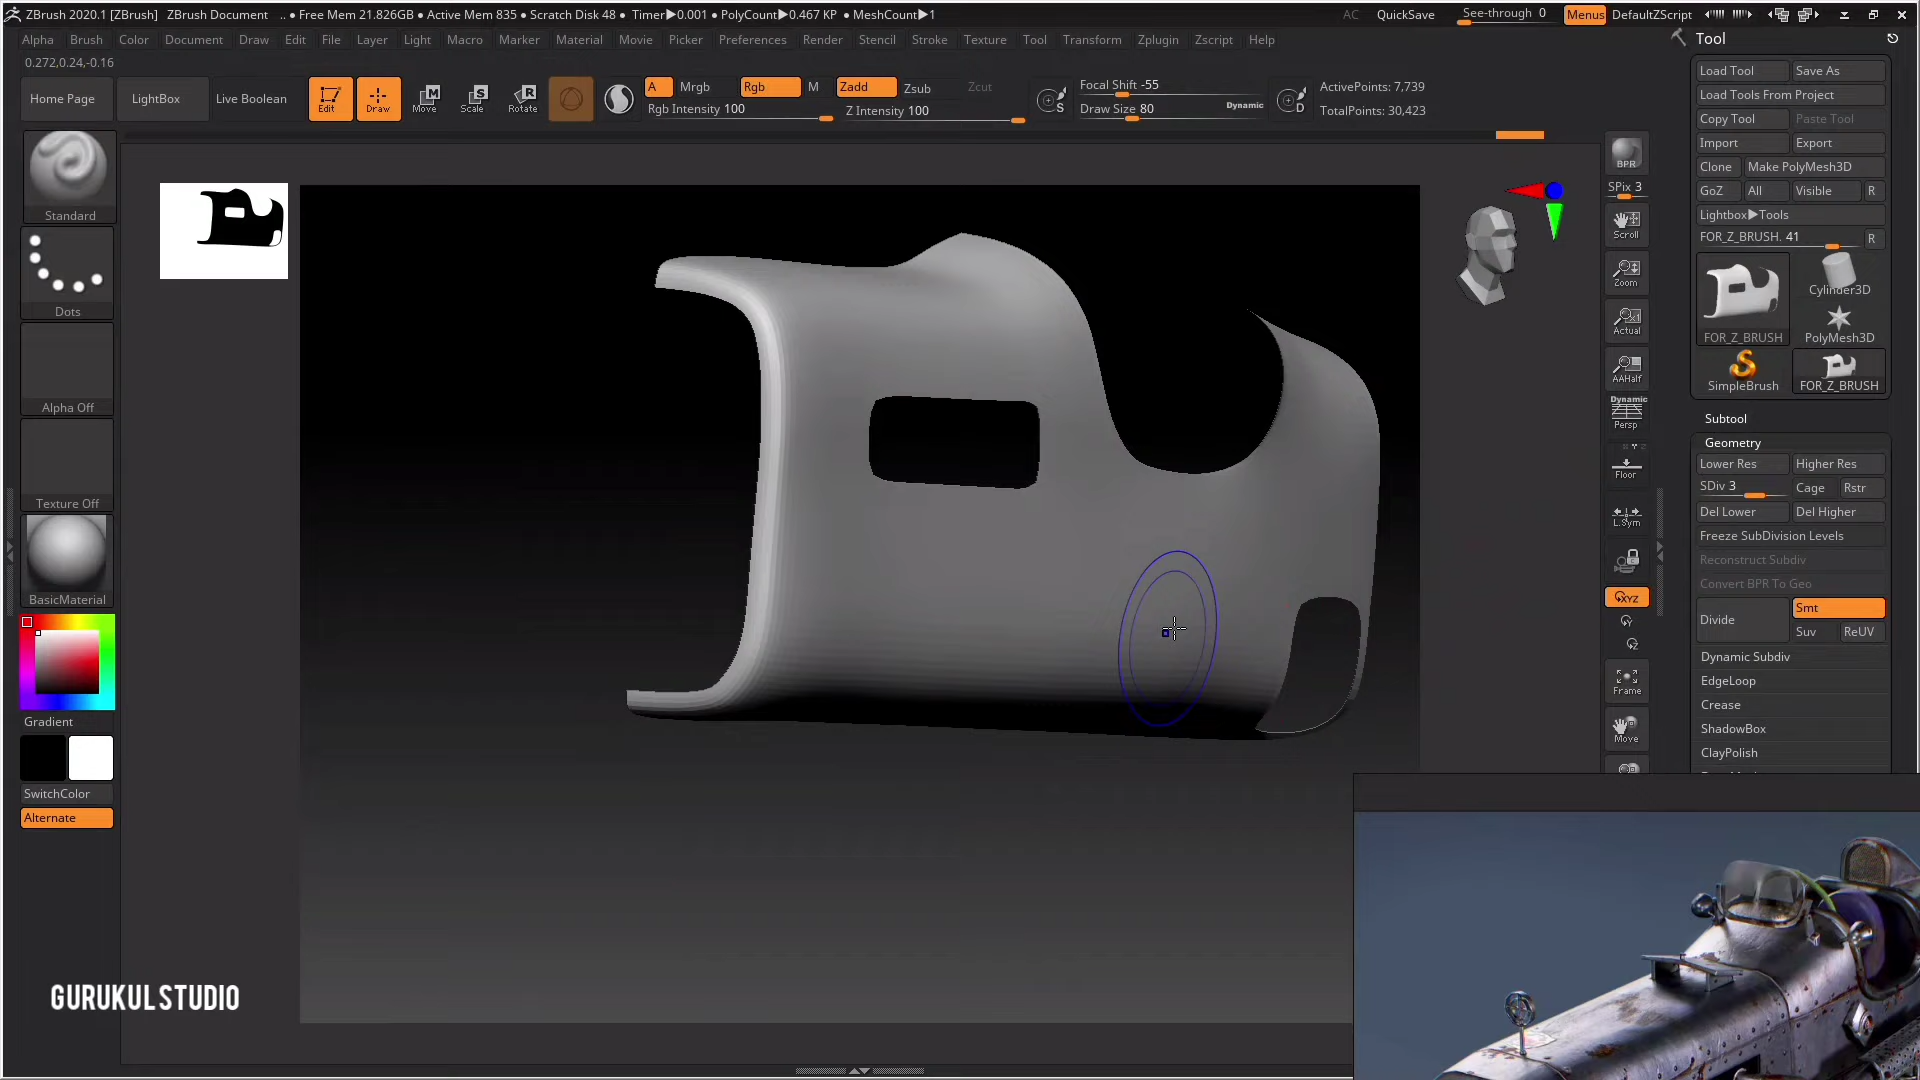 ZBrush 2020.1 [ZBrush] ZBrush Document .. ● Free Mem 21.826GB ● Active Mem 835 ● Scratch Disk 48 ● Timer▶0.001 ● PolyCount▶0.467 KP ● MeshCount▶1 AC QuickSave See-through 0 Menus DefaultZScript
Alpha Brush Color Document Draw Edit File Layer Light Macro Marker Material Movie Picker Preferences Render Stencil Stroke Texture Tool Transform Zplugin Zscript Help
Tool
0.272,0.24,-0.16
Home Page LightBox Live Boolean Edit Draw Move Scale Rotate
A Mrgb Rgb M Zadd Zsub Zcut
Rgb Intensity 100 Z Intensity 100
Focal Shift -55
Draw Size 80 Dynamic
ActivePoints: 7,739
TotalPoints: 30,423
Standard
Dots
Alpha Off
Texture Off
BasicMaterial
Gradient
SwitchColor
Alternate
BPR
SPix 3
Scroll
Zoom
Actual
AAHalf
Dynamic
Persp
Floor
L.Sym
XYZ
Frame
Move
Load Tool Save As
Load Tools From Project
Copy Tool Paste Tool
Import Export
Clone Make PolyMesh3D
GoZ All Visible R
Lightbox▶Tools
FOR_Z_BRUSH. 41 R
Cylinder3D
FOR_Z_BRUSH PolyMesh3D
SimpleBrush FOR_Z_BRUSH
Subtool
Geometry
Lower Res Higher Res
SDiv 3 Cage Rstr
Del Lower Del Higher
Freeze SubDivision Levels
Reconstruct Subdiv
Convert BPR To Geo
Divide Smt
Suv ReUV
Dynamic Subdiv
EdgeLoop
Crease
ShadowBox
ClayPolish
GURUKUL STUDIO